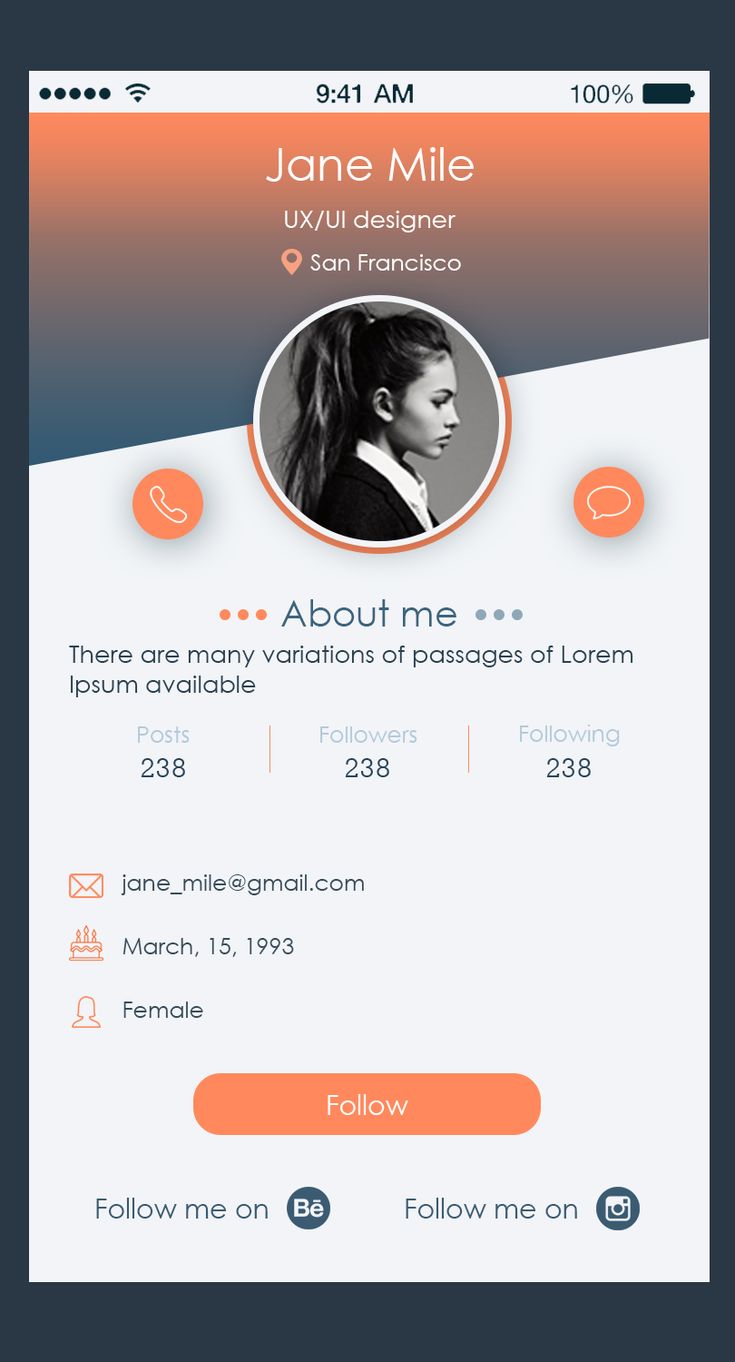 9:41 AM
100%
Jane Mile
UX/UI designer
San Francisco
About me
There are many variations of passages of Lorem
Ipsum available
Posts
Followers
Following
238
238
238
jane_mile@gmail.com
March, 15, 1993
Female
Follow
Follow me on Bē
Follow me on